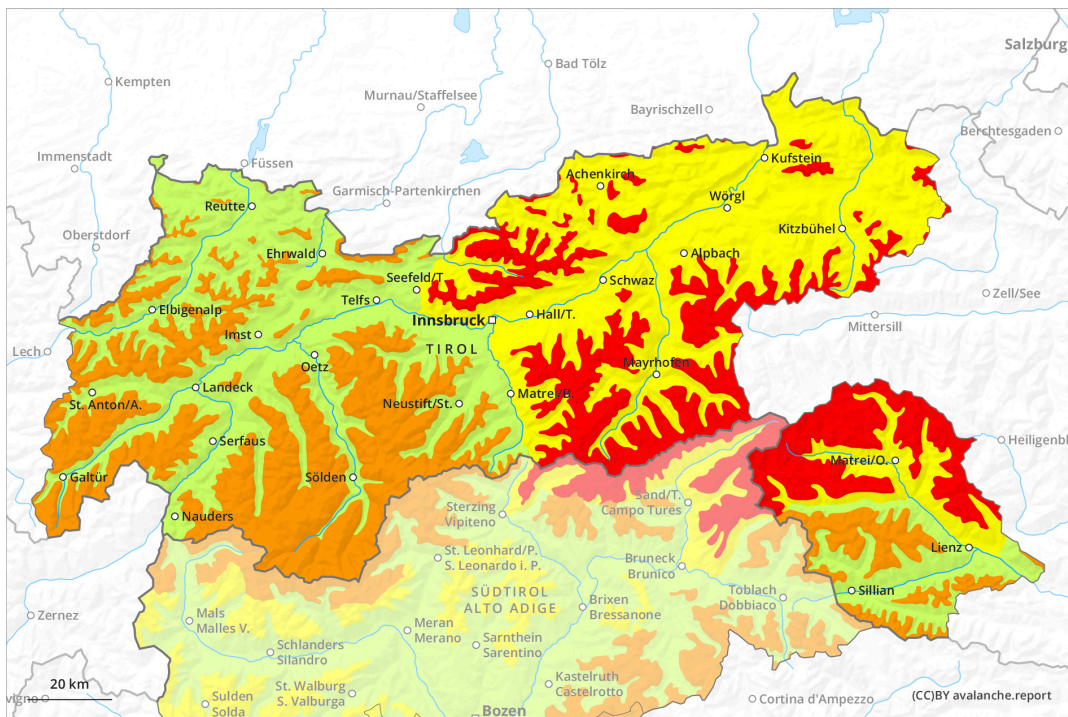 Salzburg
Kempten
Bad Tölz
Murnau/Staffelsee
Bayrischzell
Berchtesgaden
Immenstadt
Füssen
Kufstein
Garmisch-Partenkirchen
Achenkirch
Reutte
Wörgl
Oberstdorf
Kitzbühel
Ehrwald
Alpbach
Seefeld/T.
Schwaz
Telfs
Zell/See
Elbigenalp
Innsbruck
Hall/T.
Mittersill
Imst
TIROL
Lech
Oetz
Mayrhofen
Landeck
St. Anton/A.
Neustift/St.
Matrei/B.
Serfaus
Heiligenbl
Matrei/O.
Galtür
Sölden
Sand/T.
Campo Tures
Sterzing
Vipiteno
Nauders
Lienz
St. Leonhard/P.
S. Leonardo i. P.
Bruneck
Brunico
Sillian
SÜDTIROL
ALTO ADIGE
Toblach
Dobbiaco
Zernez
Mals
Malles V.
Brixen
Bressanone
Meran
Merano
Schlanders
Silandro
Sarnthein
Sarentino
20 km
St. Walburg
S. Valburga
Kastelruth
Castelrotto
vigno
Sulden
Solda
Cortina d'Ampezzo
(CC)BY avalanche.report
Bozen